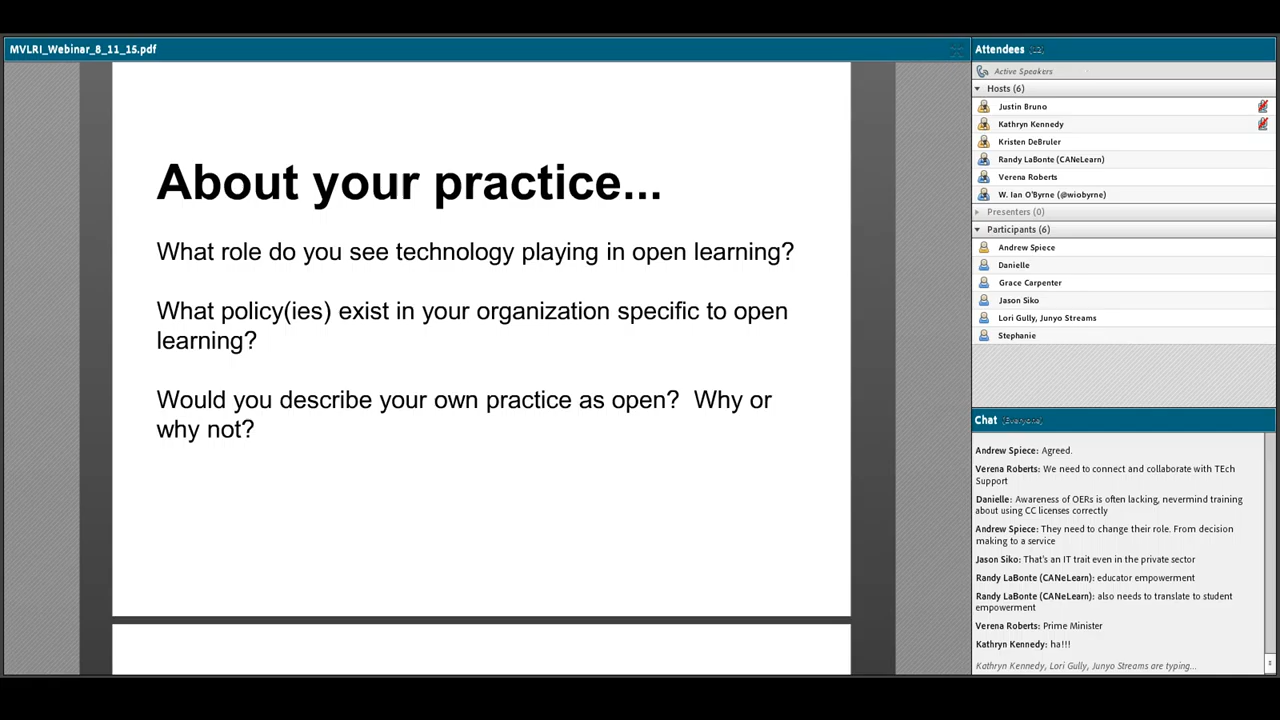 MVLRI_Webinar_8_11_15.pdf
About your practice...
What role do you see technology playing in open learning?
What policy(ies) exist in your organization specific to open
learning?
Would you describe your own practice as open?  Why or
why not?
Attendees (12)
Active Speakers
Hosts (6)
Justin Bruno
Kathryn Kennedy
Kristen DeBruler
Randy LaBonte (CANeLearn)
Verena Roberts
W. Ian O'Byrne (@wiobyrne)
Presenters (0)
Participants (6)
Andrew Spiece
Danielle
Grace Carpenter
Jason Siko
Lori Gully, Junyo Streams
Stephanie
Chat (Everyone)
Andrew Spiece: Agreed.
Verena Roberts: We need to connect and collaborate with TEch
Support
Danielle: Awareness of OERs is often lacking, nevermind training
about using CC licenses correctly
Andrew Spiece: They need to change their role. From decision
making to a service
Jason Siko: That's an IT trait even in the private sector
Randy LaBonte (CANeLearn): educator empowerment
Randy LaBonte (CANeLearn): also needs to translate to student
empowerment
Verena Roberts: Prime Minister
Kathryn Kennedy: ha!!!
Kathryn Kennedy, Lori Gully, Junyo Streams are typing...